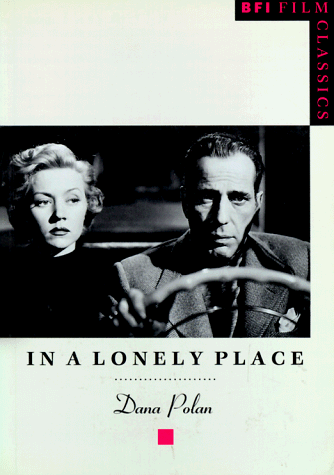 BFI FILM
CLASSICS
IN A LONELY PLACE
Dana Polan